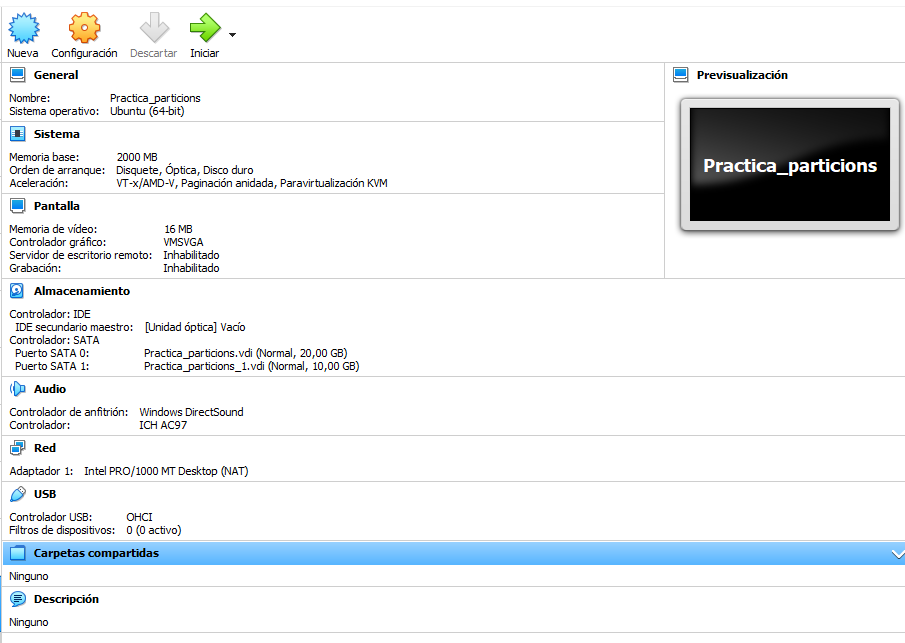 Nueva Configuración Descartar Iniciar
General
Nombre: Practica_particions
Sistema operativo: Ubuntu (64-bit)
Previsualización
Practica_particions
Sistema
Memoria base: 2000 MB
Orden de arranque: Disquete, Óptica, Disco duro
Aceleración: VT-x/AMD-V, Paginación anidada, Paravirtualización KVM
Pantalla
Memoria de vídeo: 16 MB
Controlador gráfico: VMSVGA
Servidor de escritorio remoto: Inhabilitado
Grabación: Inhabilitado
Almacenamiento
Controlador: IDE
IDE secundario maestro: [Unidad óptica] Vacío
Controlador: SATA
Puerto SATA 0: Practica_particions.vdi (Normal, 20,00 GB)
Puerto SATA 1: Practica_particions_1.vdi (Normal, 10,00 GB)
Audio
Controlador de anfitrión: Windows DirectSound
Controlador: ICH AC97
Red
Adaptador 1: Intel PRO/1000 MT Desktop (NAT)
USB
Controlador USB: OHCI
Filtros de dispositivos: 0 (0 activo)
Carpetas compartidas
Ninguno
Descripción
Ninguno